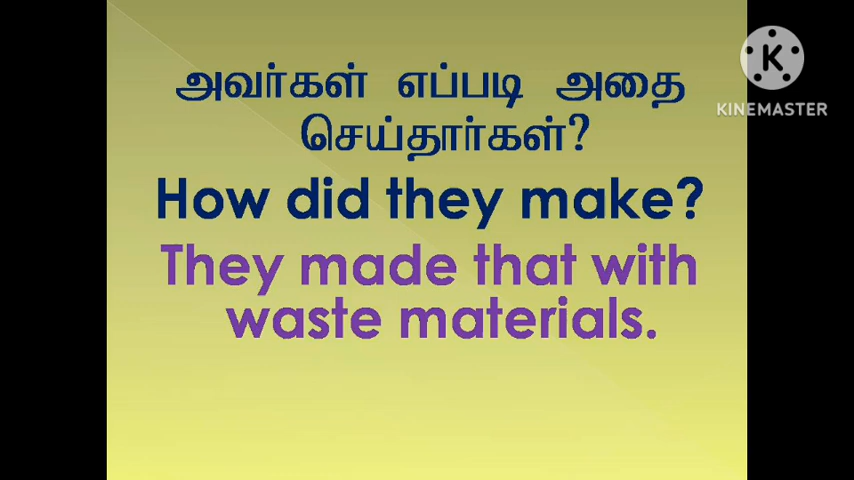 அவர்கள் எப்படி அதை
செய்தார்கள்?
How did they make?
They made that with
waste materials.
K
KINEMASTER